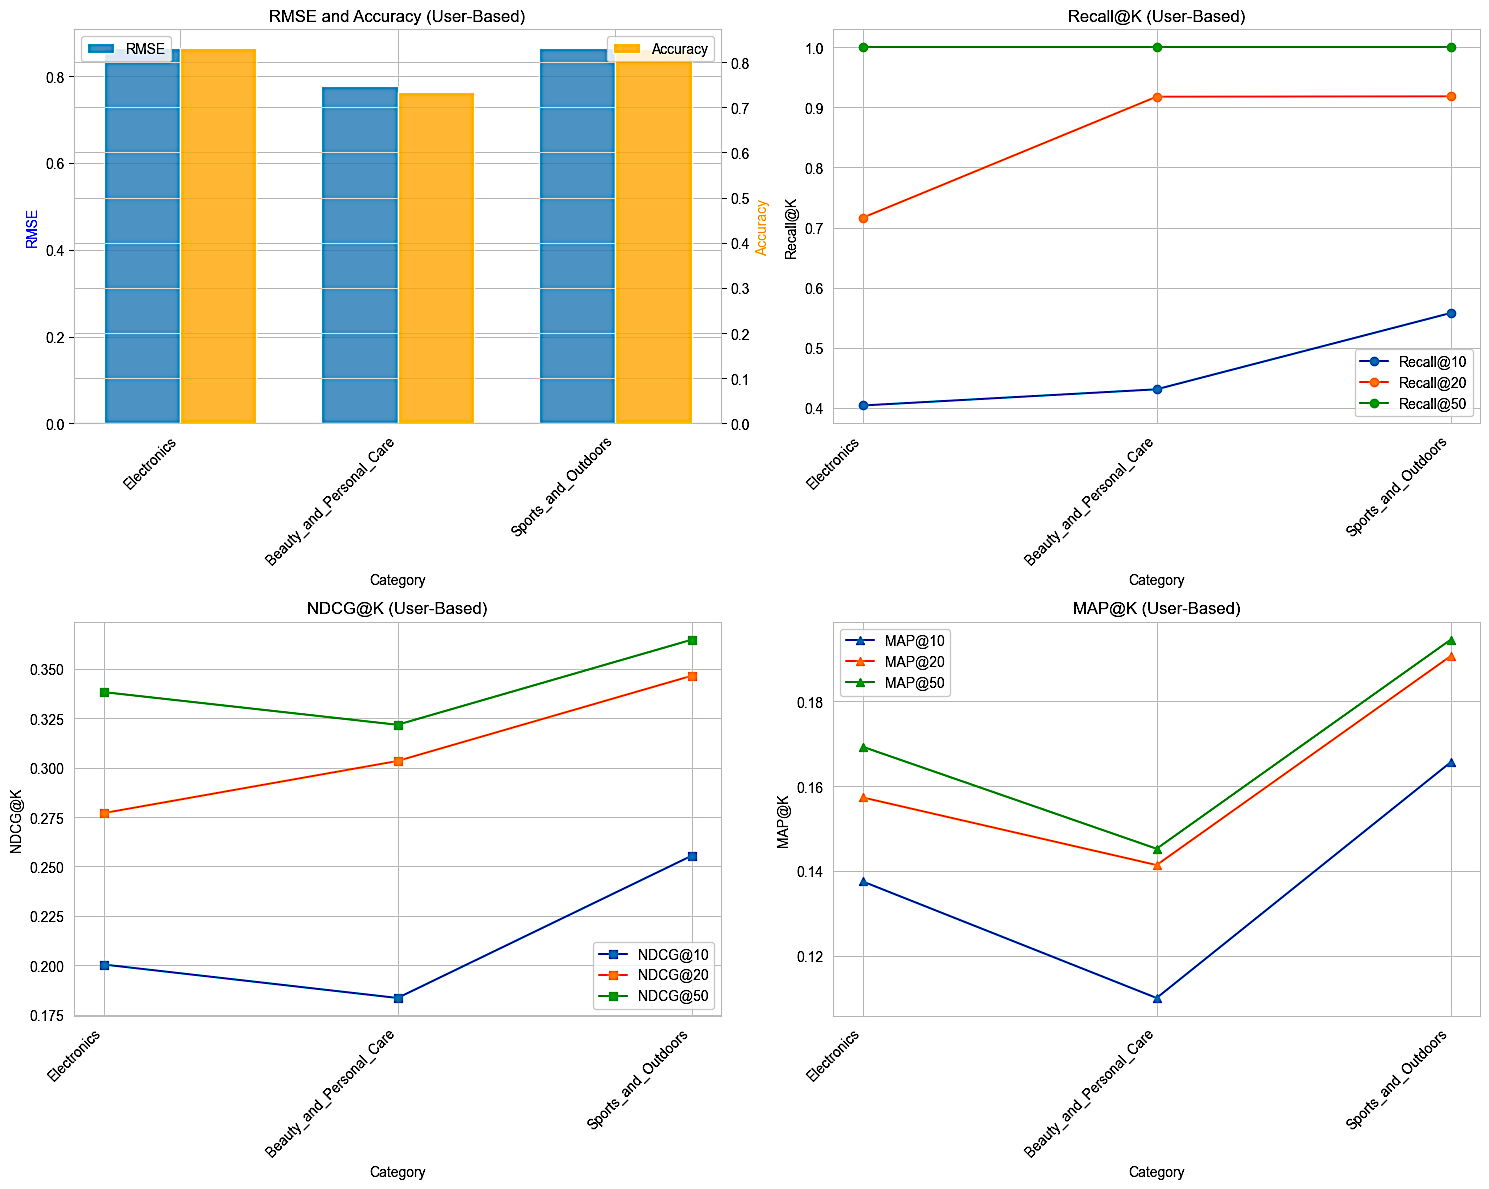 RMSE and Accuracy (User-Based)
RMSE
Accuracy
0.8
0.6
0.4
0.2
0.0
RMSE
0.8
0.7
0.6
0.5
0.4
0.3
0.2
0.1
0.0
Accuracy
Electronics
Beauty_and_Personal_Care
Sports_and_Outdoors
Category
Recall@K (User-Based)
1.0
0.9
0.8
0.7
0.6
0.5
0.4
Recall@K
Recall@10
Recall@20
Recall@50
Electronics
Beauty_and_Personal_Care
Sports_and_Outdoors
Category
NDCG@K (User-Based)
0.350
0.325
0.300
0.275
0.250
0.225
0.200
0.175
NDCG@K
NDCG@10
NDCG@20
NDCG@50
Electronics
Beauty_and_Personal_Care
Sports_and_Outdoors
Category
MAP@K (User-Based)
MAP@10
MAP@20
MAP@50
0.18
0.16
0.14
0.12
MAP@K
Electronics
Beauty_and_Personal_Care
Sports_and_Outdoors
Category